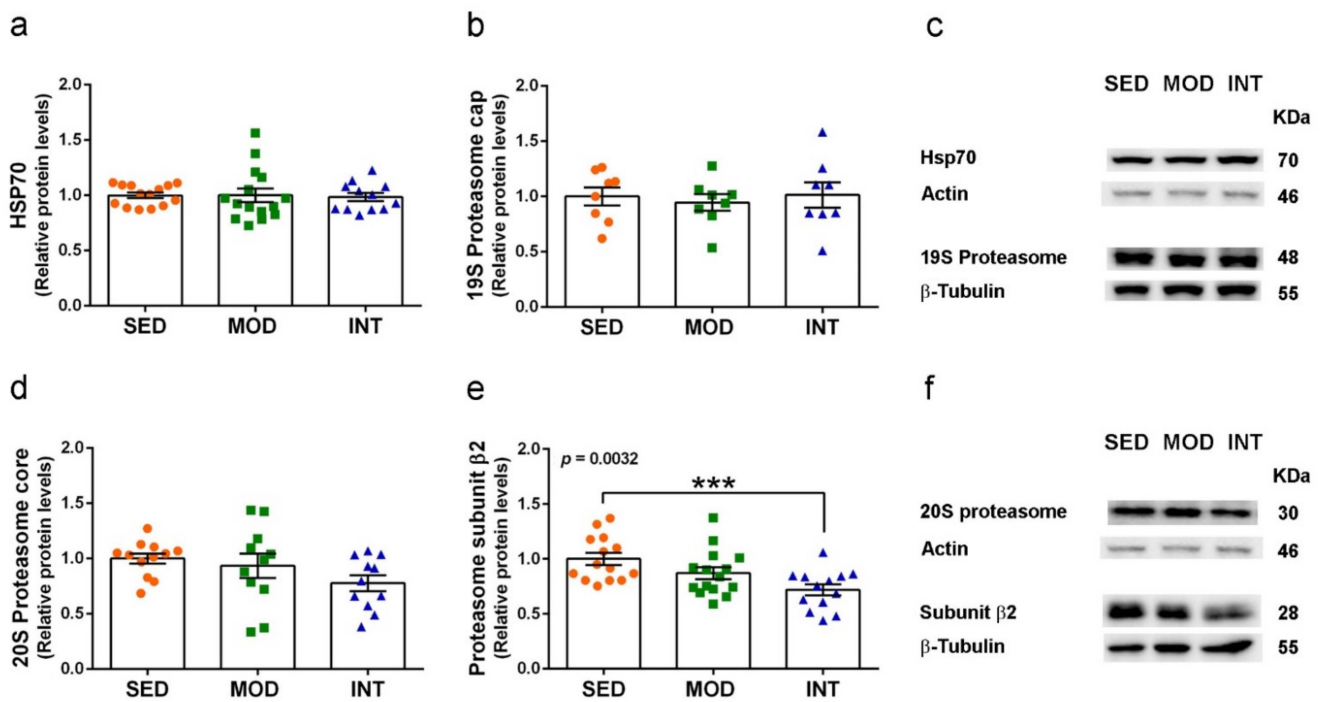 a
HSP70
(Relative protein levels)
2.0
1.5
1.0
0.5
0.0
SED MOD INT
b
19S Proteasome cap
(Relative protein levels)
2.0
1.5
1.0
0.5
0.0
SED MOD INT
c
SED MOD INT
KDa
Hsp70 70
Actin 46
19S Proteasome 48
β-Tubulin 55
d
20S Proteasome core
(Relative protein levels)
2.0
1.5
1.0
0.5
0.0
SED MOD INT
e
Proteasome subunit β2
(Relative protein levels)
2.0
1.5
1.0
0.5
0.0
p = 0.0032
***
SED MOD INT
f
SED MOD INT
KDa
20S proteasome 30
Actin 46
Subunit β2 28
β-Tubulin 55